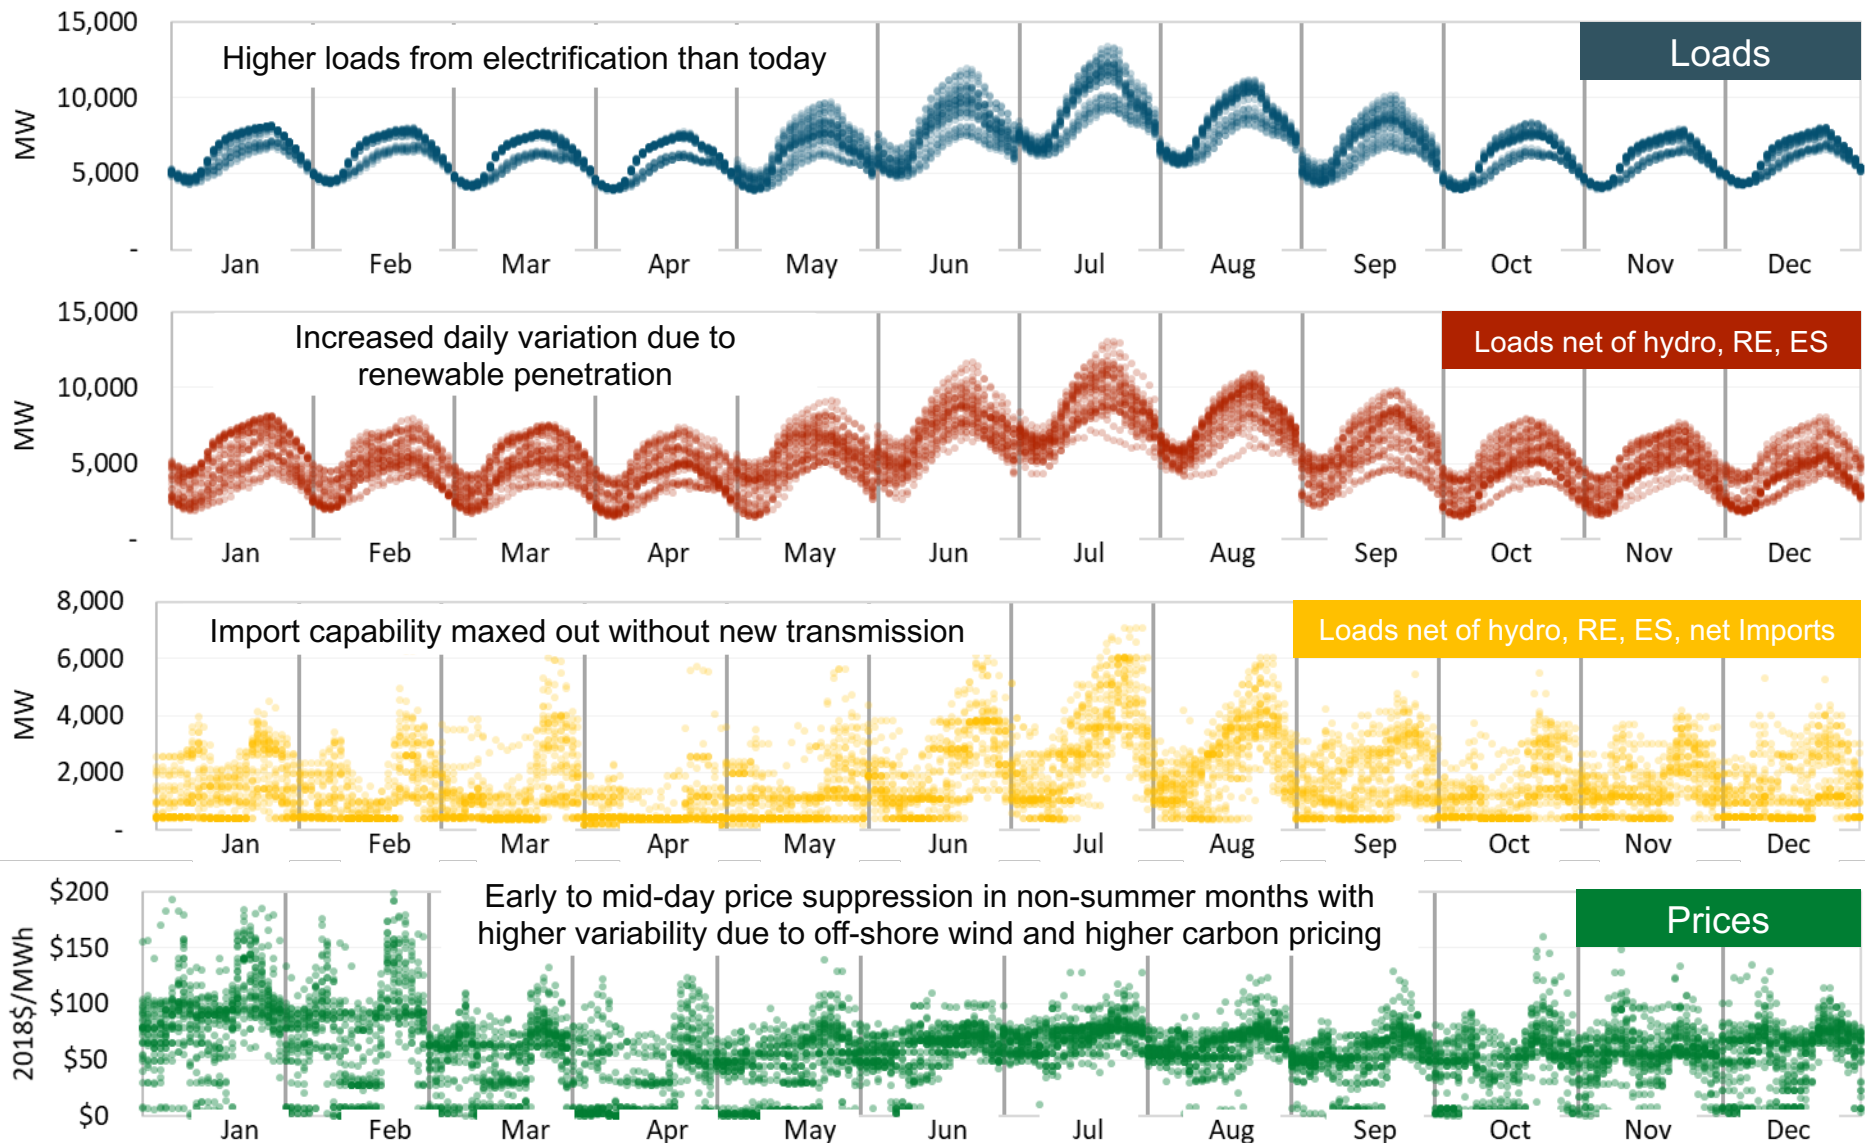 15,000
Higher loads from electrification than today
Loads
10,000
MW
5,000
-
Jan Feb Mar Apr May Jun Jul Aug Sep Oct Nov Dec
15,000
Increased daily variation due to
renewable penetration
Loads net of hydro, RE, ES
10,000
MW
5,000
-
Jan Feb Mar Apr May Jun Jul Aug Sep Oct Nov Dec
8,000
Import capability maxed out without new transmission
Loads net of hydro, RE, ES, net Imports
6,000
MW
4,000
2,000
-
Jan Feb Mar Apr May Jun Jul Aug Sep Oct Nov Dec
$200
Early to mid-day price suppression in non-summer months with
higher variability due to off-shore wind and higher carbon pricing
Prices
2018$/MWh
$150
$100
$50
$0
Jan Feb Mar Apr May Jun Jul Aug Sep Oct Nov Dec